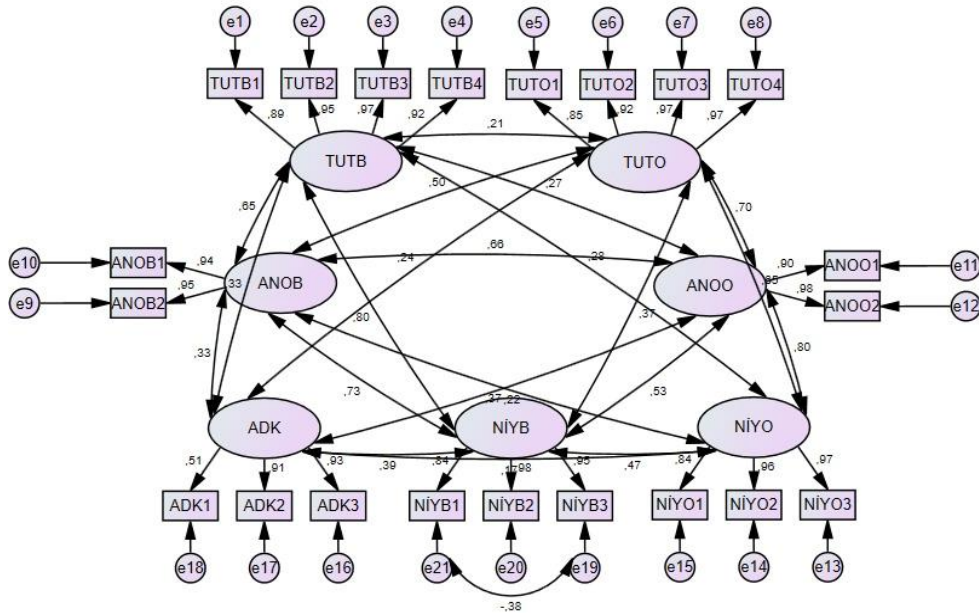 e1 e2 e3 e4 e5 e6 e7 e8
TUTB1 TUTB2 TUTB3 TUTB4 TUTO1 TUTO2 TUTO3 TUTO4
,89 ,95 ,97 ,92 ,85 ,92 ,97 ,97
,21
TUTB TUTO
,50 ,27
,65 ,70
e10 ANOB1 ,94 ,66 ,90 ANOO1 e11
,24 ,28
ANOB ANOO
,33 ,65
e9 ANOB2 ,95 ,98 ANOO2 e12
,80 ,37
,33 ,80
,73 ,37 ,22 ,53
ADK NİYB NİYO
,51 ,91 ,93 ,39 ,84 ,17 ,98 ,95 ,47 ,84 ,96 ,97
ADK1 ADK2 ADK3 NİYB1 NİYB2 NİYB3 NİYO1 NİYO2 NİYO3
e18 e17 e16 e21 e20 e19 e15 e14 e13
-,38